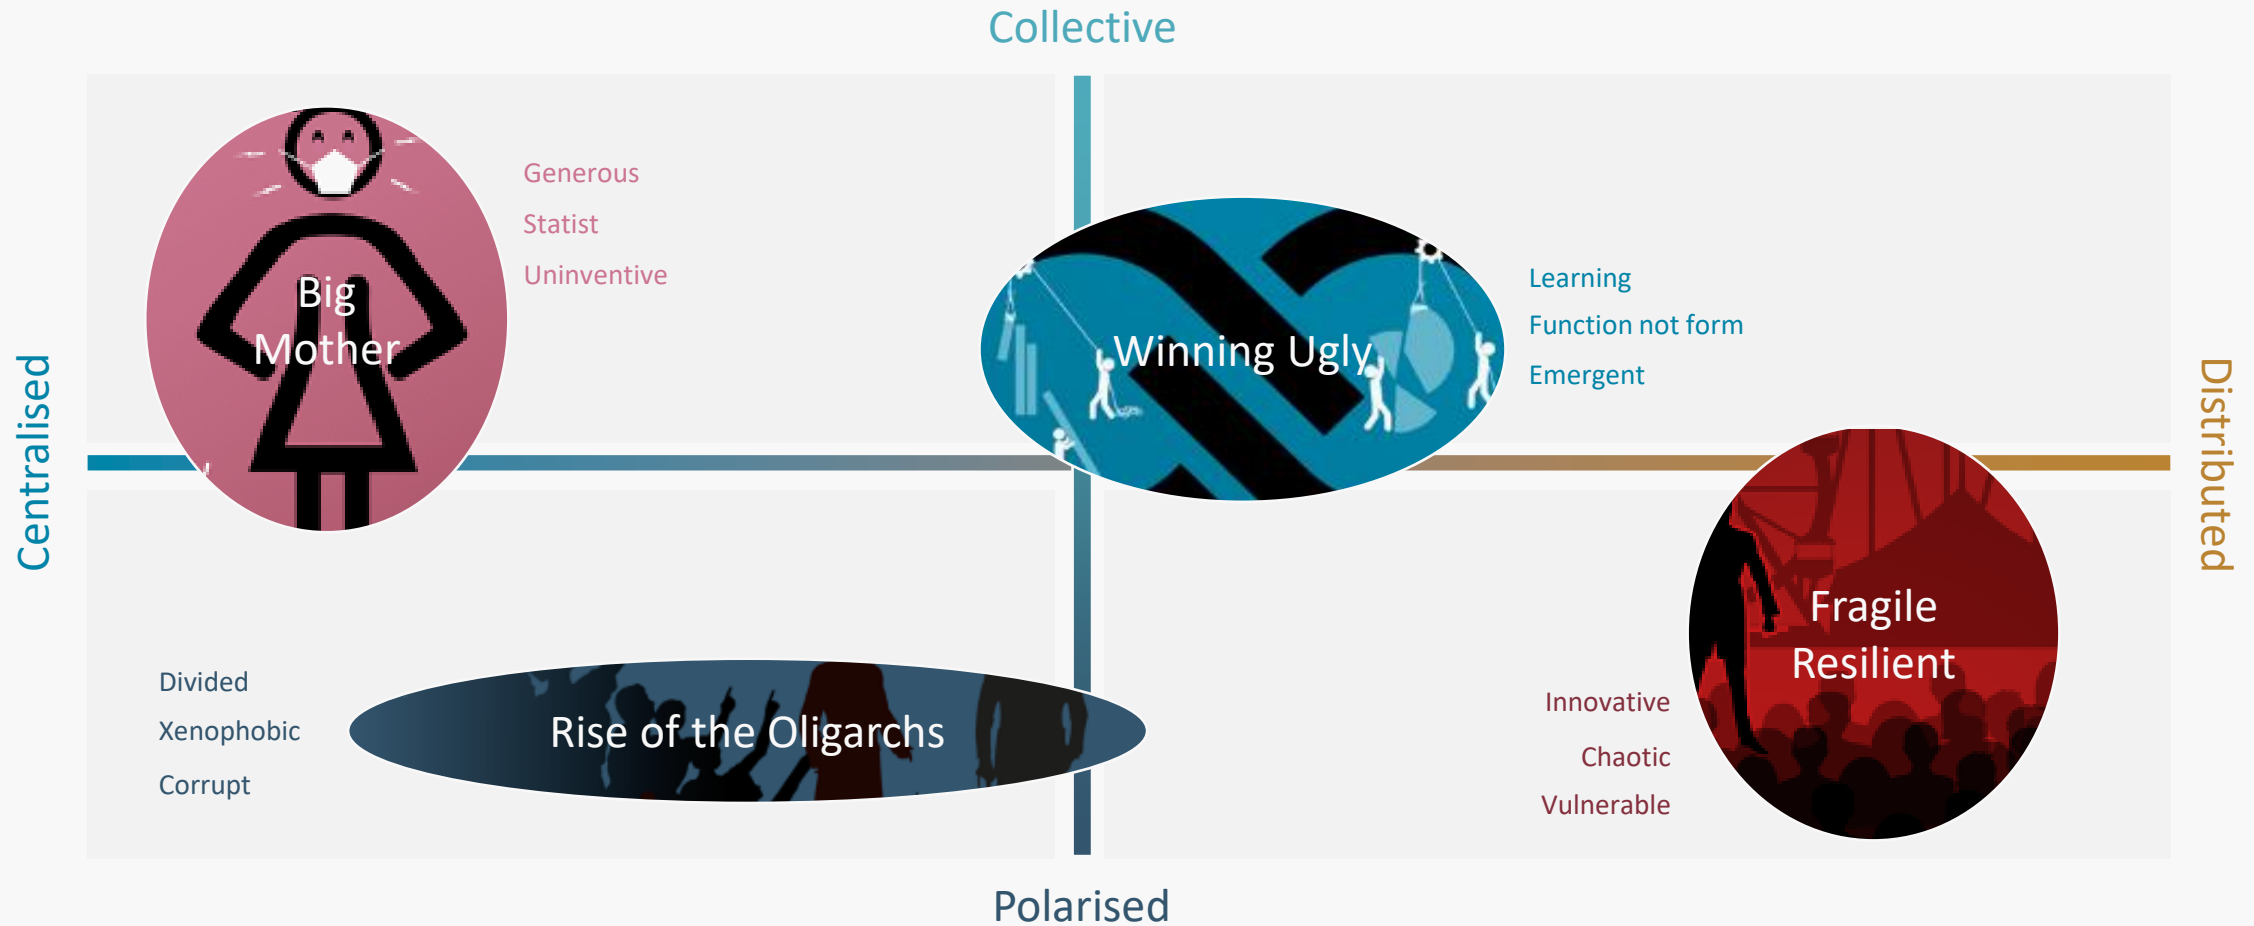 Collective
Generous
Statist
Uninventive
Big
Mother
Winning Ugly
Learning
Function not form
Emergent
Centralised
Distributed
Divided
Xenophobic
Corrupt
Rise of the Oligarchs
Fragile
Resilient
Innovative
Chaotic
Vulnerable
Polarised